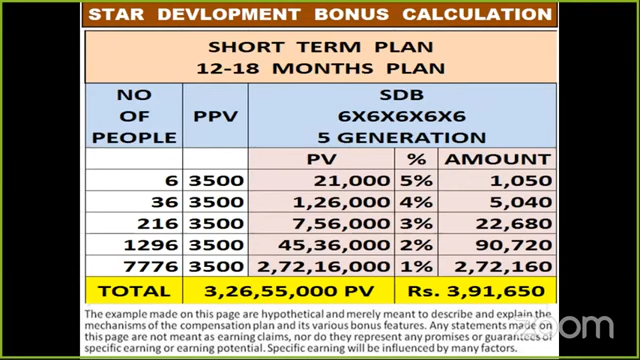 STAR DEVLOPMENT BONUS CALCULATION
SHORT TERM PLAN
12-18 MONTHS PLAN
NO OF PEOPLE PPV SDB
6X6X6X6X6
5 GENERATION
PV % AMOUNT
6 3500 21,000 5% 1,050
36 3500 1,26,000 4% 5,040
216 3500 7,56,000 3% 22,680
1296 3500 45,36,000 2% 90,720
7776 3500 2,72,16,000 1% 2,72,160
TOTAL 3,26,55,000 PV Rs. 3,91,650
The example made on this page are hypothetical and merely meant to describe and explain the
mechanisms of the compensation plan and its various bonus features. Any statements made
this page are not meant as earning claims, nor do they represent any promises or guarantees of
specific earning or earning potential. Specific earning will be influenced by many factors.
zoom